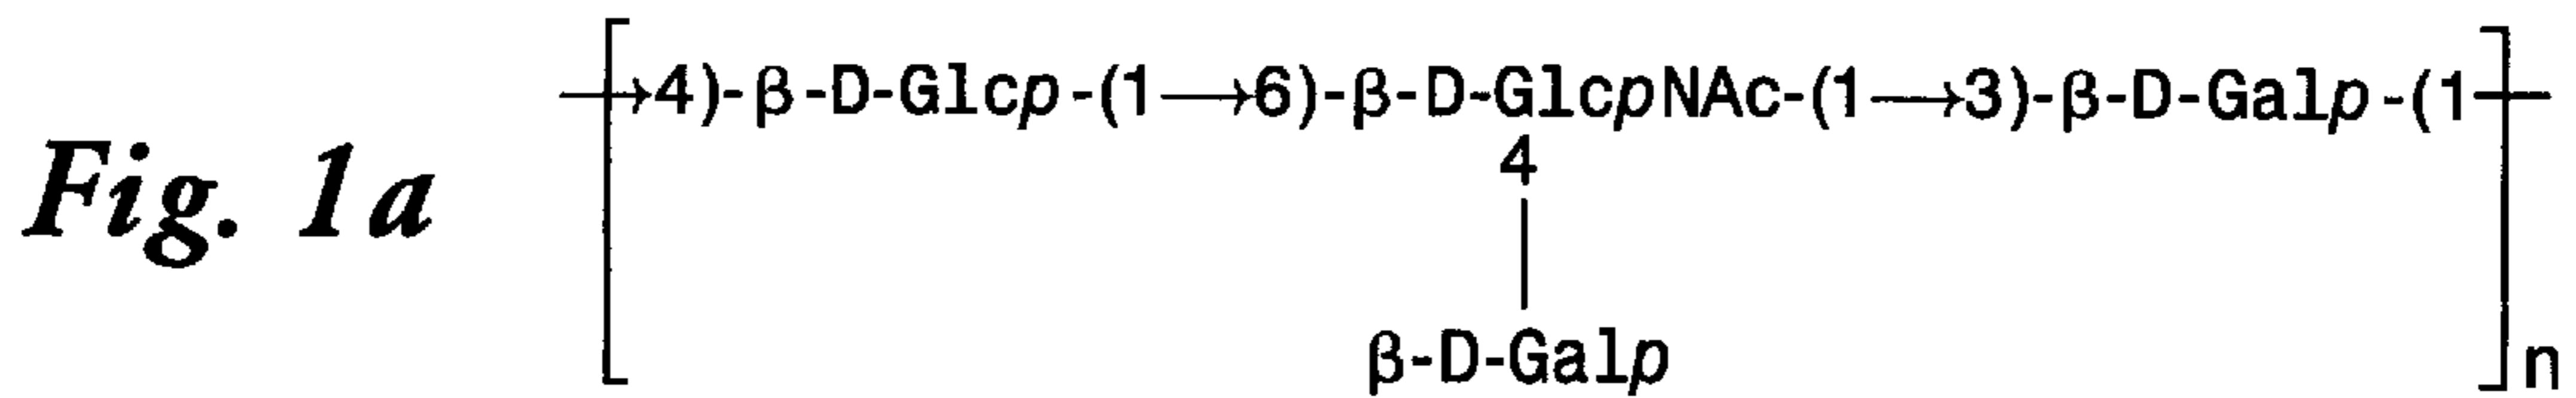 [→4)-β-D-Glcp-(1→6)-β-D-GlcpNAc-(1→3)-β-D-Galp-(1]n
4
Fig. 1a
β-D-Galp